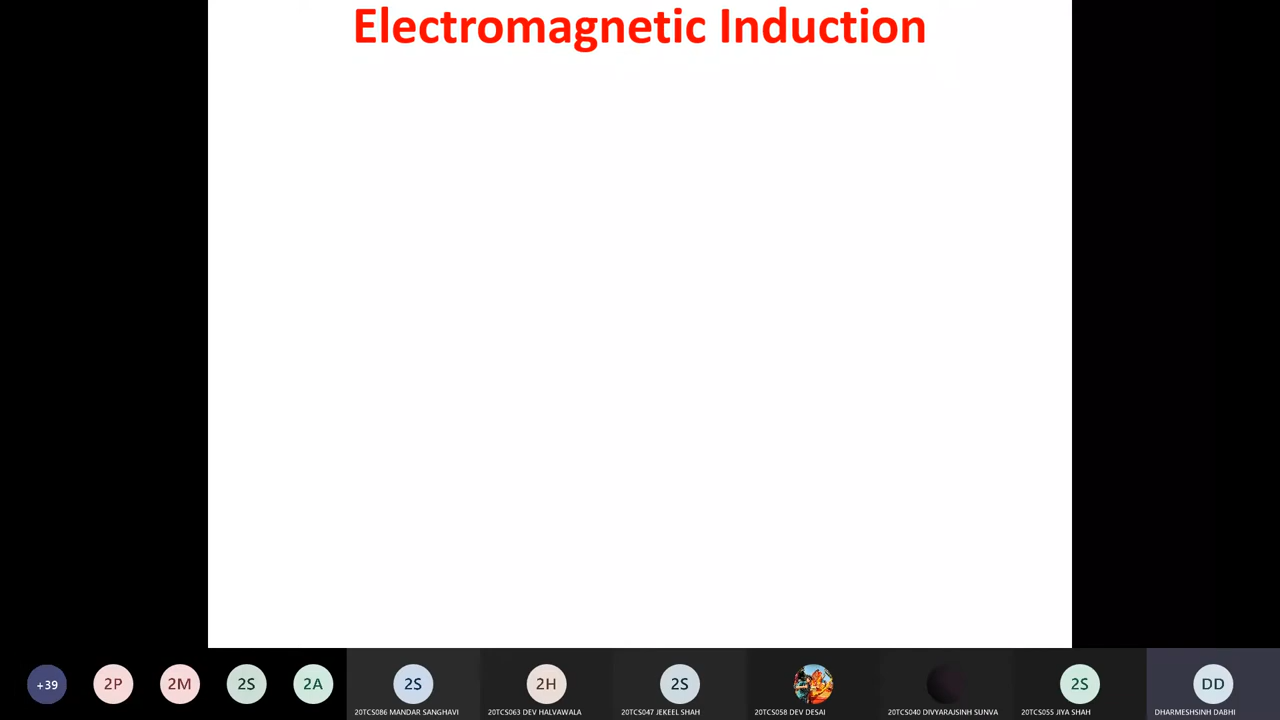 Electromagnetic Induction
+39
2P
2M
2S
2A
2S
2H
2S
2S
DD
20TCS086 MANDAR SANGHAVI
20TCS063 DEV HALVAWALA
20TCS047 JEKEEL SHAH
20TCS058 DEV DESAI
20TCS040 DIVYARAJSINH SUNVA
20TCS055 JIYA SHAH
DHARMESHSINH DABHI